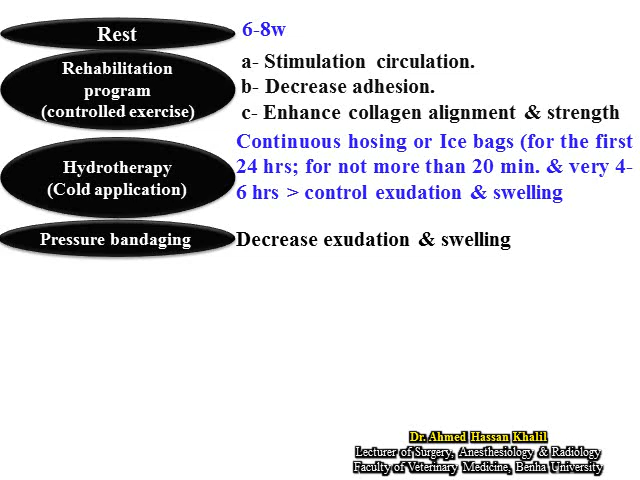 Rest
6-8w
Rehabilitation
program
(controlled exercise)
a- Stimulation circulation.
b- Decrease adhesion.
c- Enhance collagen alignment & strength
Hydrotherapy
(Cold application)
Continuous hosing or Ice bags (for the first
24 hrs; for not more than 20 min. & very 4-
6 hrs > control exudation & swelling
Pressure bandaging
Decrease exudation & swelling
Dr. Ahmed Hassan Khalil
Lecturer of Surgery, Anesthesiology & Radiology
Faculty of Veterinary Medicine, Benha University